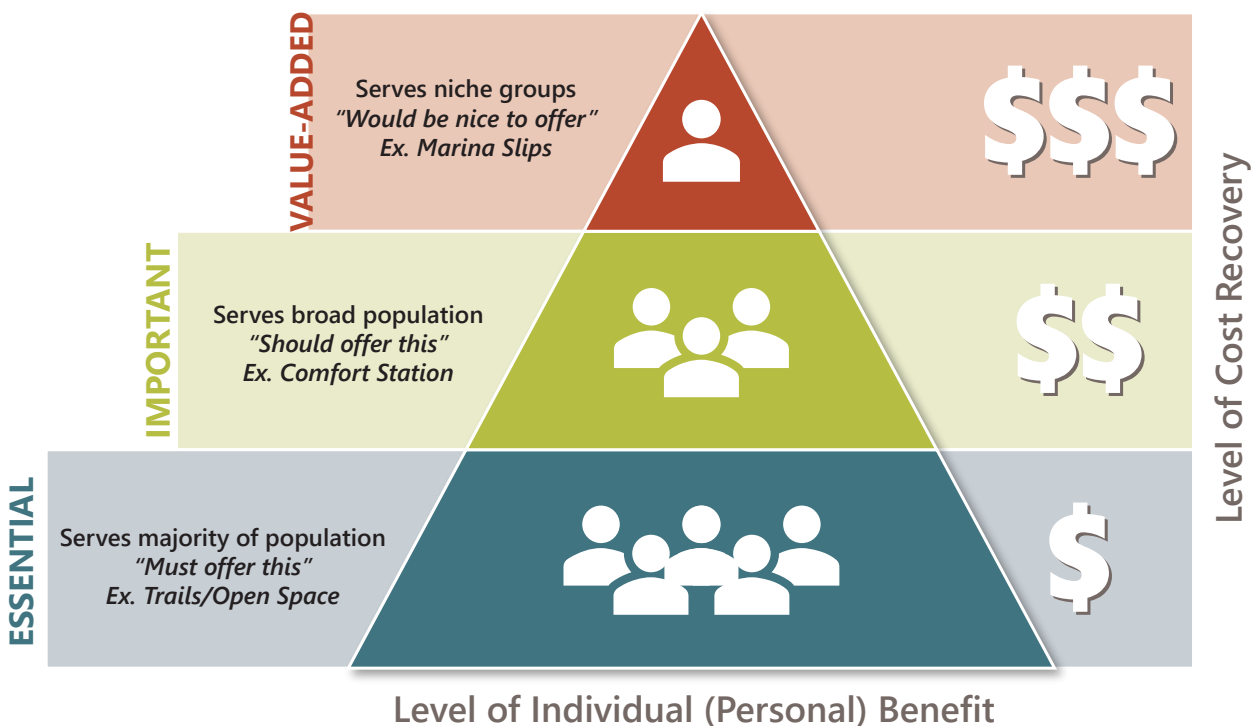 VALUE-ADDED
Serves niche groups
“Would be nice to offer”
Ex. Marina Slips
$$$
IMPORTANT
Serves broad population
“Should offer this”
Ex. Comfort Station
$$
ESSENTIAL
Serves majority of population
“Must offer this”
Ex. Trails/Open Space
$
Level of Cost Recovery
Level of Individual (Personal) Benefit